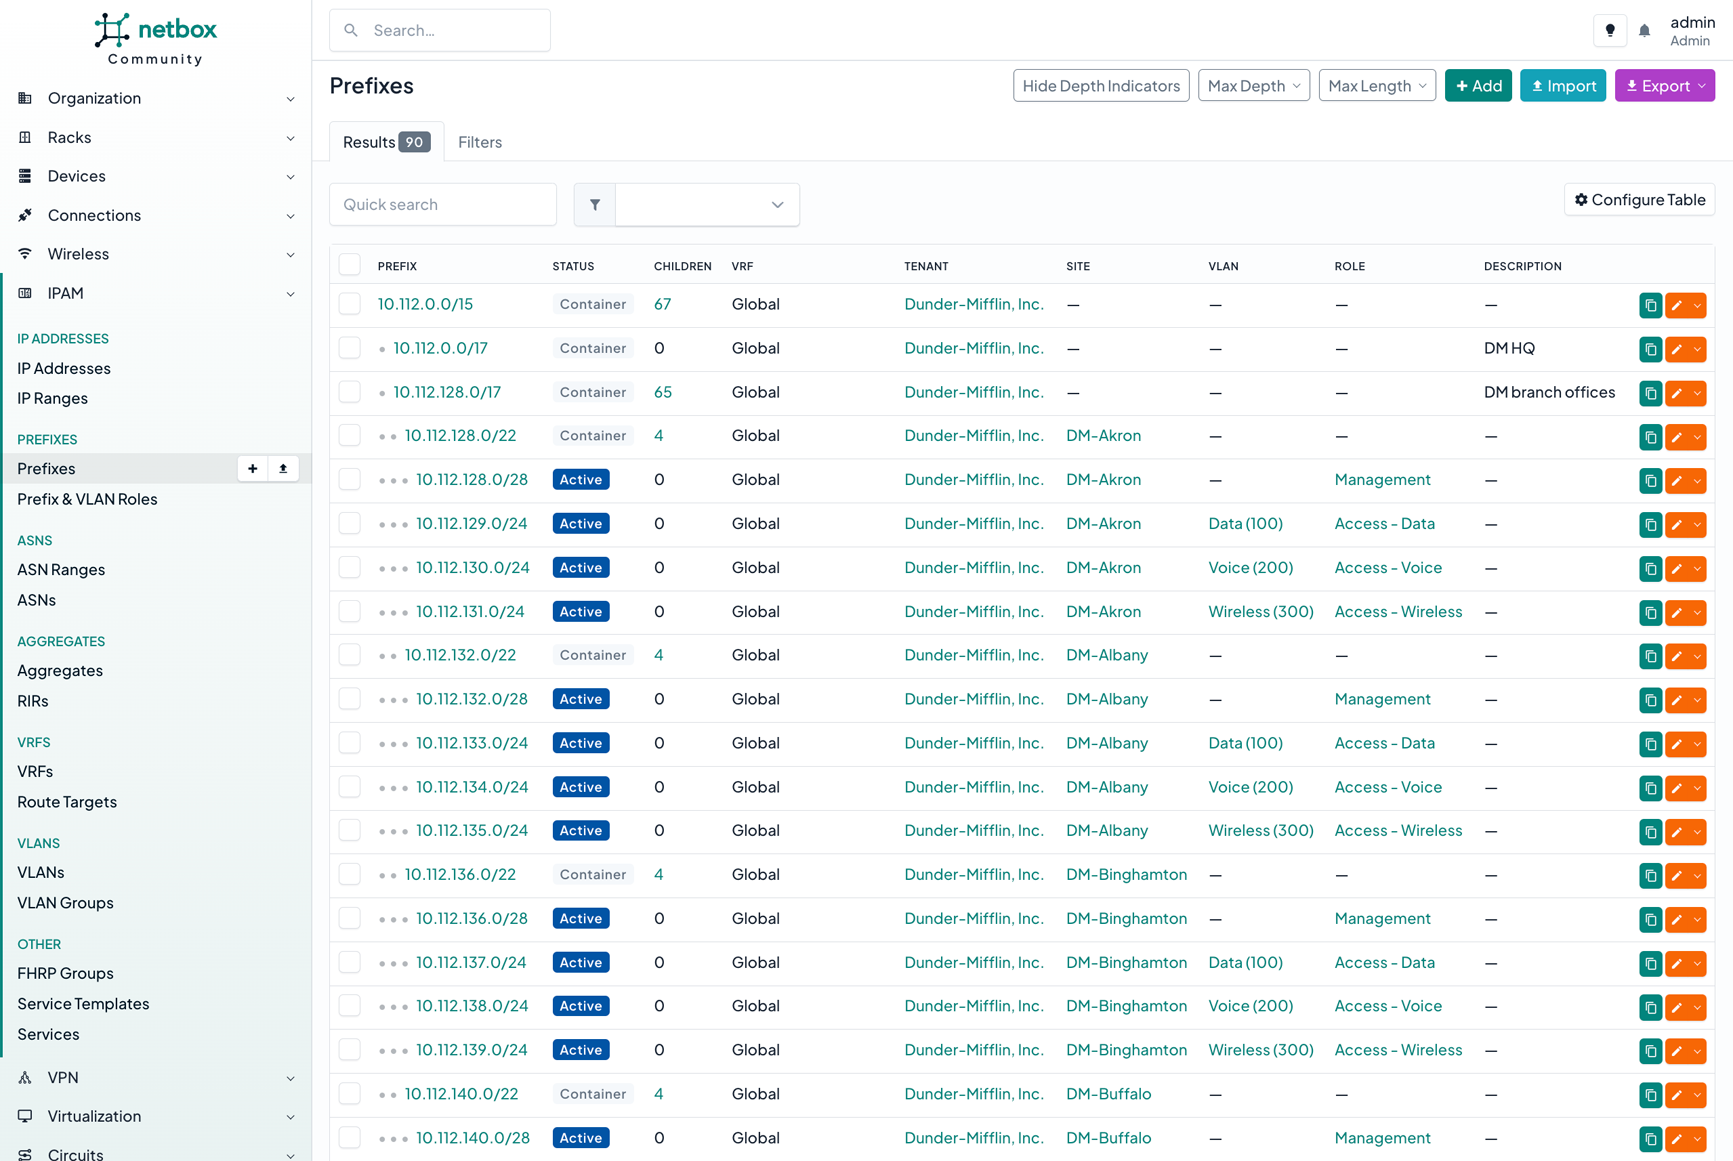 netbox
Community
Search...
admin
Admin
Organization
Racks
Devices
Connections
Wireless
IPAM
IP ADDRESSES
IP Addresses
IP Ranges
PREFIXES
Prefixes
Prefix & VLAN Roles
ASNS
ASN Ranges
ASNs
AGGREGATES
Aggregates
RIRs
VRFS
VRFs
Route Targets
VLANS
VLANs
VLAN Groups
OTHER
FHRP Groups
Service Templates
Services
VPN
Virtualization
Circuits
Prefixes
Hide Depth Indicators Max Depth Max Length + Add Import Export
Results 90 Filters
Quick search
Configure Table
PREFIX STATUS CHILDREN VRF TENANT SITE VLAN ROLE DESCRIPTION
10.112.0.0/15 Container 67 Global Dunder-Mifflin, Inc. — — — —
• 10.112.0.0/17 Container 0 Global Dunder-Mifflin, Inc. — — — DM HQ
• 10.112.128.0/17 Container 65 Global Dunder-Mifflin, Inc. — — — DM branch offices
• • 10.112.128.0/22 Container 4 Global Dunder-Mifflin, Inc. DM-Akron — — —
• • • 10.112.128.0/28 Active 0 Global Dunder-Mifflin, Inc. DM-Akron — Management —
• • • 10.112.129.0/24 Active 0 Global Dunder-Mifflin, Inc. DM-Akron Data (100) Access - Data —
• • • 10.112.130.0/24 Active 0 Global Dunder-Mifflin, Inc. DM-Akron Voice (200) Access - Voice —
• • • 10.112.131.0/24 Active 0 Global Dunder-Mifflin, Inc. DM-Akron Wireless (300) Access - Wireless —
• • 10.112.132.0/22 Container 4 Global Dunder-Mifflin, Inc. DM-Albany — — —
• • • 10.112.132.0/28 Active 0 Global Dunder-Mifflin, Inc. DM-Albany — Management —
• • • 10.112.133.0/24 Active 0 Global Dunder-Mifflin, Inc. DM-Albany Data (100) Access - Data —
• • • 10.112.134.0/24 Active 0 Global Dunder-Mifflin, Inc. DM-Albany Voice (200) Access - Voice —
• • • 10.112.135.0/24 Active 0 Global Dunder-Mifflin, Inc. DM-Albany Wireless (300) Access - Wireless —
• • 10.112.136.0/22 Container 4 Global Dunder-Mifflin, Inc. DM-Binghamton — — —
• • • 10.112.136.0/28 Active 0 Global Dunder-Mifflin, Inc. DM-Binghamton — Management —
• • • 10.112.137.0/24 Active 0 Global Dunder-Mifflin, Inc. DM-Binghamton Data (100) Access - Data —
• • • 10.112.138.0/24 Active 0 Global Dunder-Mifflin, Inc. DM-Binghamton Voice (200) Access - Voice —
• • • 10.112.139.0/24 Active 0 Global Dunder-Mifflin, Inc. DM-Binghamton Wireless (300) Access - Wireless —
• • 10.112.140.0/22 Container 4 Global Dunder-Mifflin, Inc. DM-Buffalo — — —
• • • 10.112.140.0/28 Active 0 Global Dunder-Mifflin, Inc. DM-Buffalo — Management —